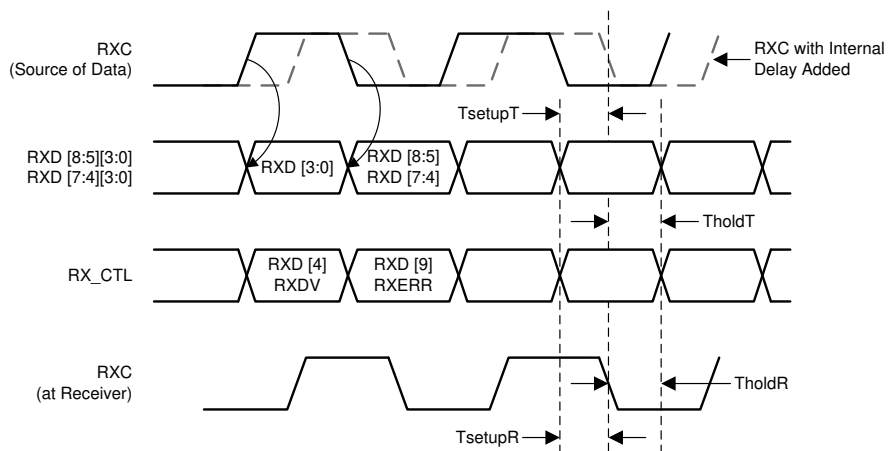 RXC
(Source of Data)
RXC with Internal
Delay Added
TsetupT
RXD [8:5][3:0]
RXD [7:4][3:0]
RXD [3:0]
RXD [8:5]
RXD [7:4]
TholdT
RX_CTL
RXD [4]
RXDV
RXD [9]
RXERR
RXC
(at Receiver)
TholdR
TsetupR